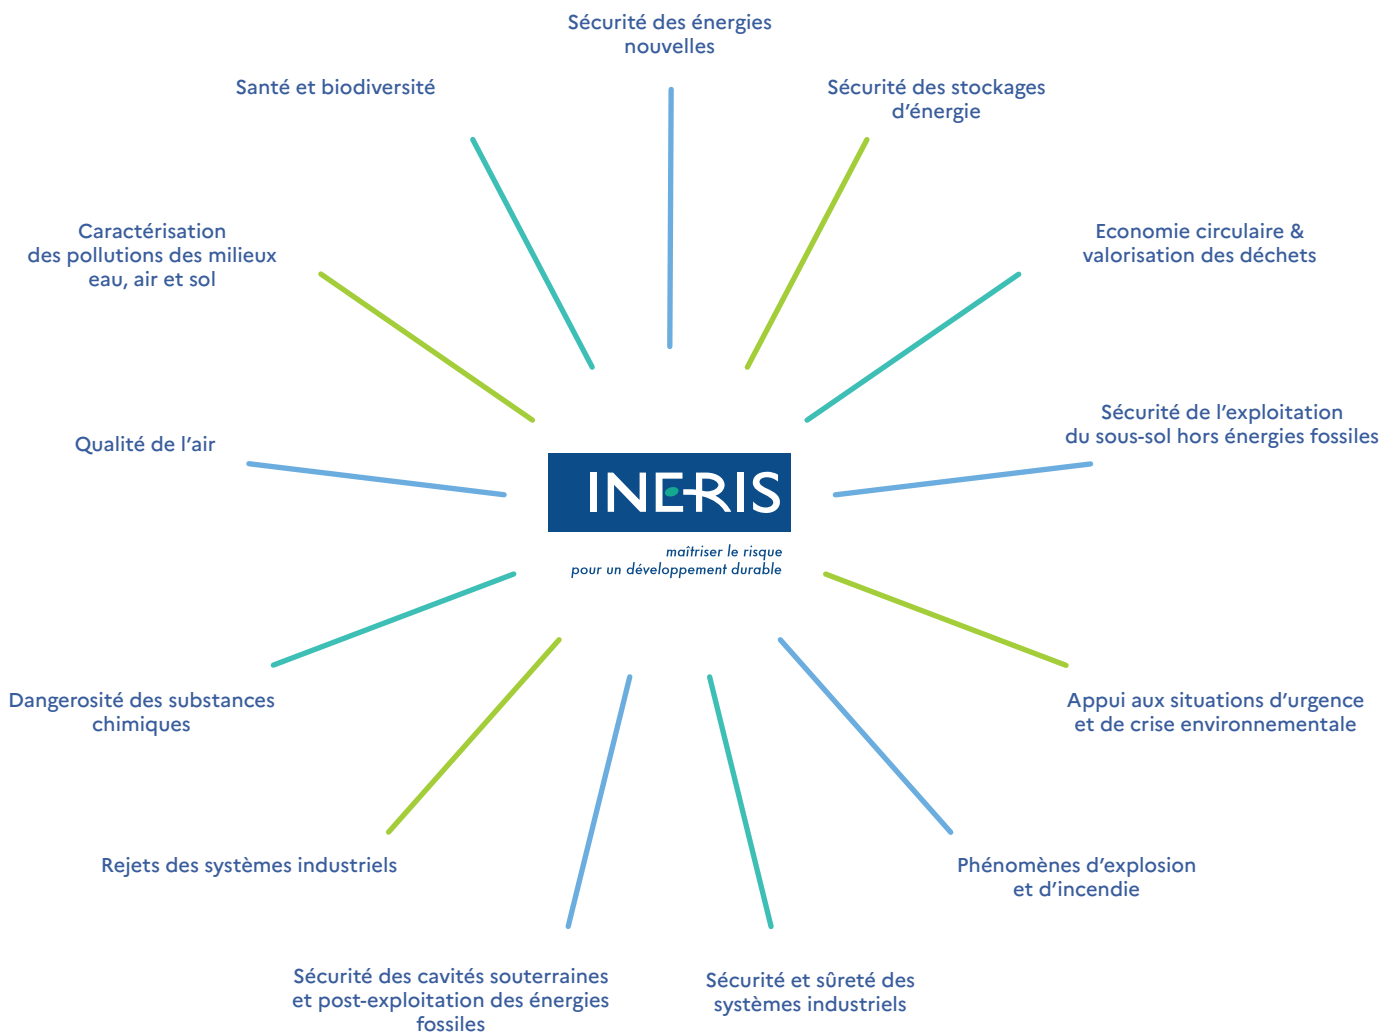 Sécurité des énergies
nouvelles
Santé et biodiversité
Sécurité des stockages
d'énergie
Caractérisation
des pollutions des milieux
eau, air et sol
Economie circulaire &
valorisation des déchets
Sécurité de l'exploitation
du sous-sol hors énergies fossiles
Qualité de l'air
INERIS
maîtriser le risque
pour un développement durable
Dangerosité des substances
chimiques
Appui aux situations d'urgence
et de crise environnementale
Rejets des systèmes industriels
Phénomènes d'explosion
et d'incendie
Sécurité des cavités souterraines
et post-exploitation des énergies
fossiles
Sécurité et sûreté des
systèmes industriels